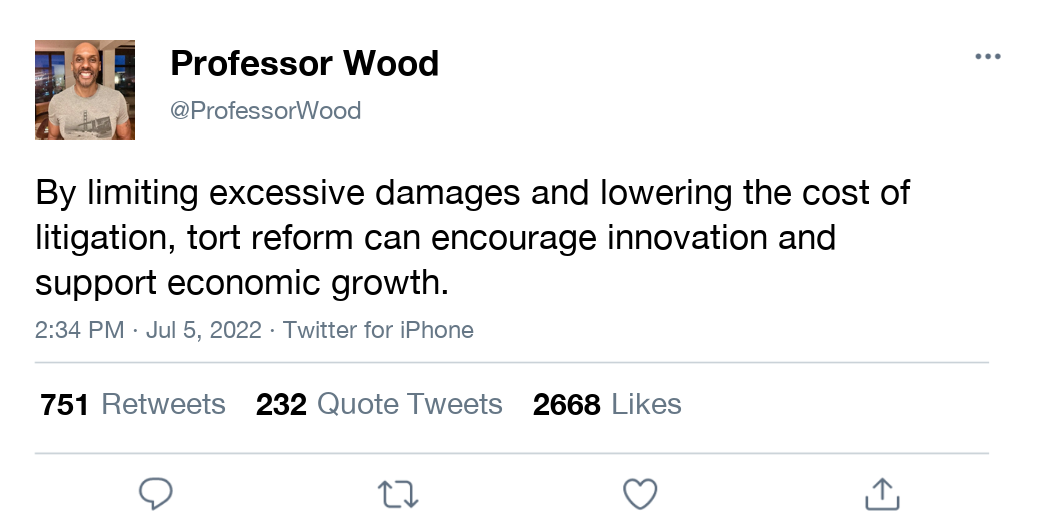 Professor Wood
@ProfessorWood
By limiting excessive damages and lowering the cost of
litigation, tort reform can encourage innovation and
support economic growth.
2:34 PM · Jul 5, 2022 · Twitter for iPhone
751 Retweets 232 Quote Tweets 2668 Likes